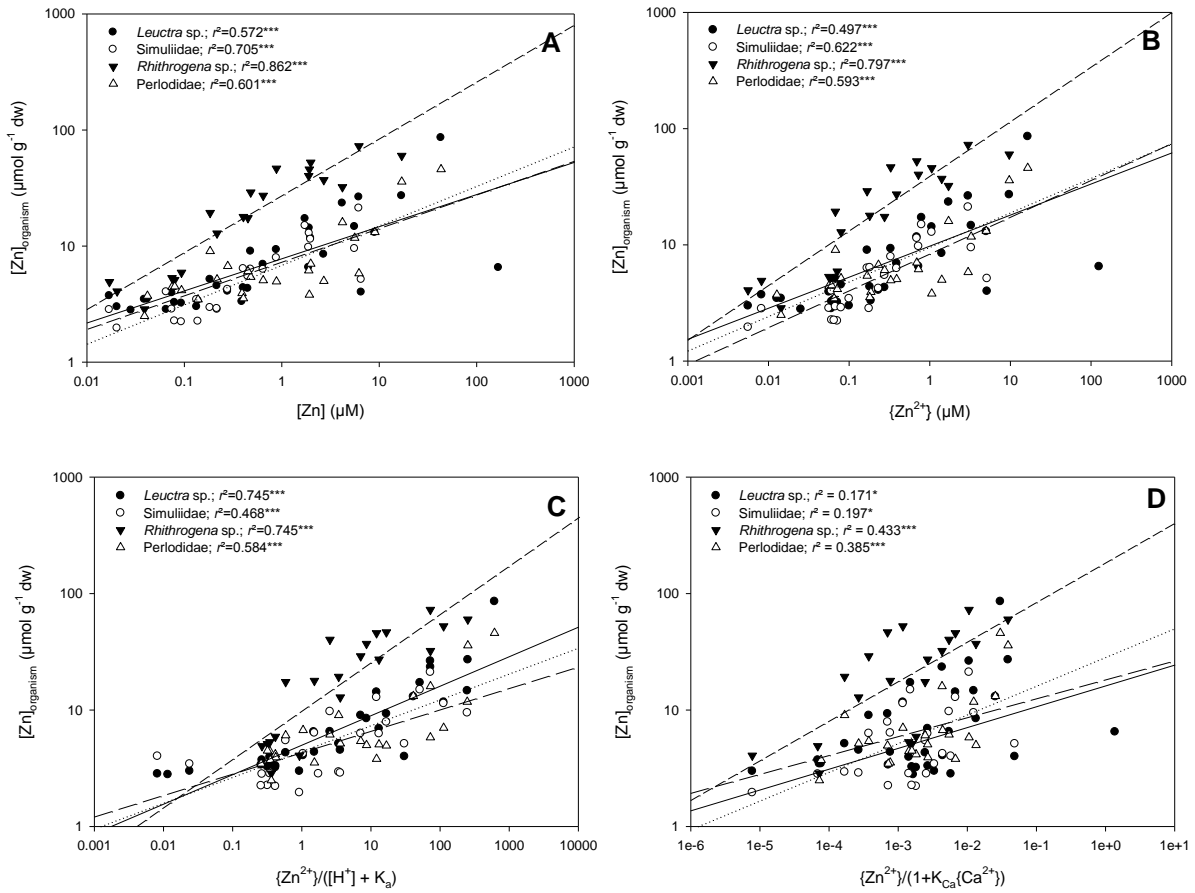 A
Leuctra sp.; r²=0.572***
Simuliidae; r²=0.705***
Rhithrogena sp.; r²=0.862***
Perlodidae; r²=0.601***
1000
100
10
1
[Zn]organism (µmol g-1 dw)
0.01 0.1 1 10 100 1000
[Zn] (µM)
B
Leuctra sp.; r²=0.497***
Simuliidae; r²=0.622***
Rhithrogena sp.; r²=0.797***
Perlodidae; r²=0.593***
1000
100
10
1
[Zn]organism (µmol g-1 dw)
0.001 0.01 0.1 1 10 100 1000
{Zn2+} (µM)
C
Leuctra sp.; r²=0.745***
Simuliidae; r²=0.468***
Rhithrogena sp.; r²=0.745***
Perlodidae; r²=0.584***
1000
100
10
1
[Zn]organism (µmol g-1 dw)
0.001 0.01 0.1 1 10 100 1000 10000
{Zn2+}/([H+] + Ka)
D
Leuctra sp.; r² = 0.171*
Simuliidae; r² = 0.197*
Rhithrogena sp.; r² = 0.433***
Perlodidae; r² = 0.385***
1000
100
10
1
[Zn]organism (µmol g-1 dw)
1e-6 1e-5 1e-4 1e-3 1e-2 1e-1 1e+0 1e+1
{Zn2+}/(1+KCa{Ca2+})